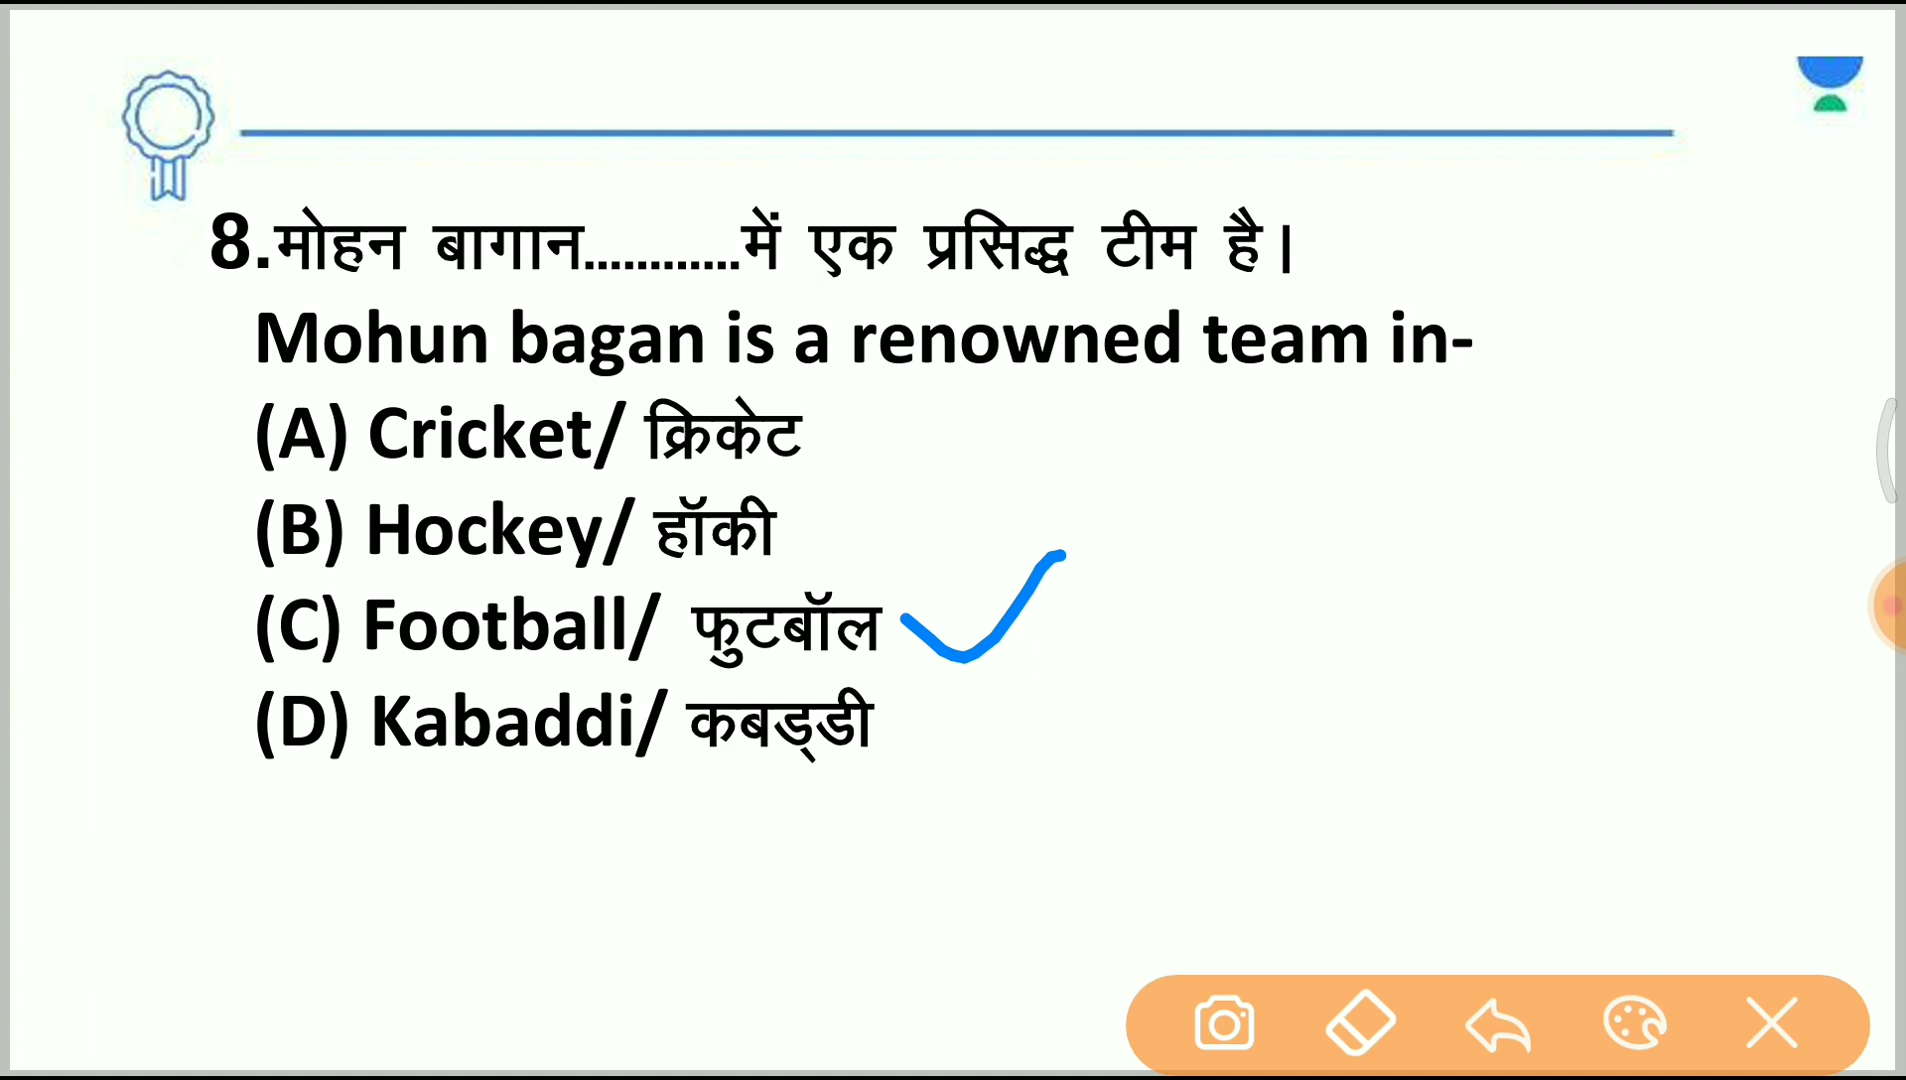 8.मोहन बागान............में एक प्रसिद्ध टीम है।
Mohun bagan is a renowned team in-
(A) Cricket/ क्रिकेट
(B) Hockey/ हॉकी
(C) Football/ फुटबॉल
(D) Kabaddi/ कबड्डी